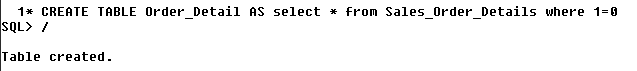 1* CREATE TABLE Order_Detail AS select * from Sales_Order_Details where 1=0
SQL> /
Table created.